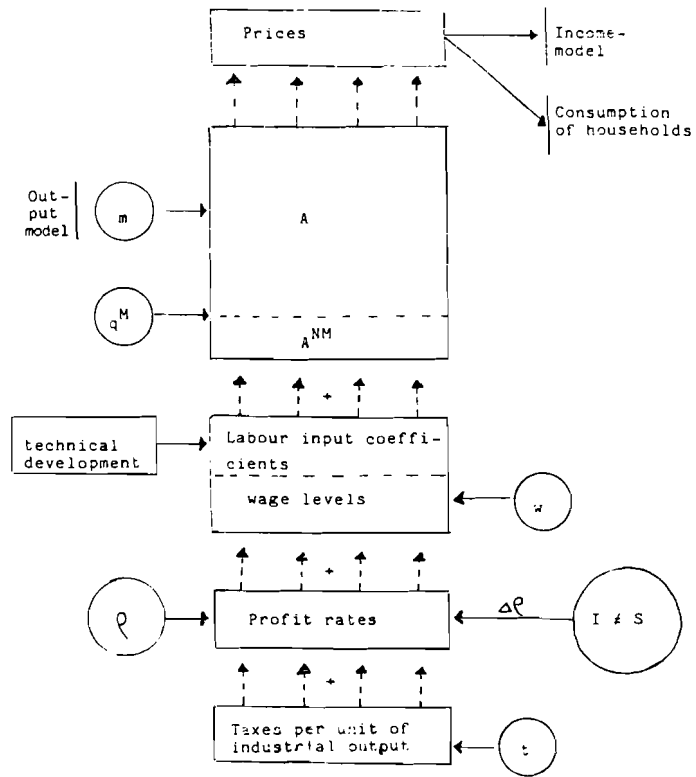 Prices
Income-
model
Consumption
of households
Out-
put
model
m
A
q^M
A^NM
+
technical
development
Labour input coeffi-
cients
wage levels
w
+
ρ
Profit rates
Δρ
I ≠ S
+
Taxes per unit of
industrial output
t